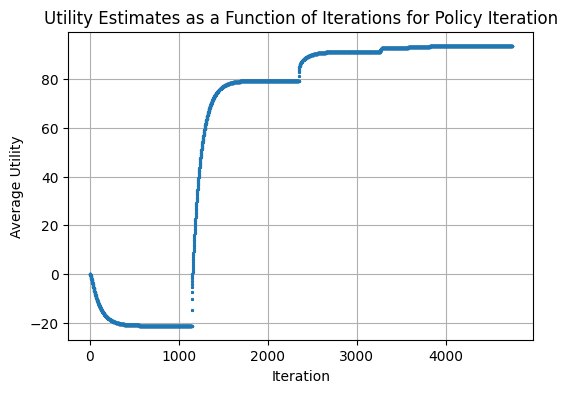 Utility Estimates as a Function of Iterations for Policy Iteration
Average Utility
80
60
40
20
0
−20
0 1000 2000 3000 4000
Iteration